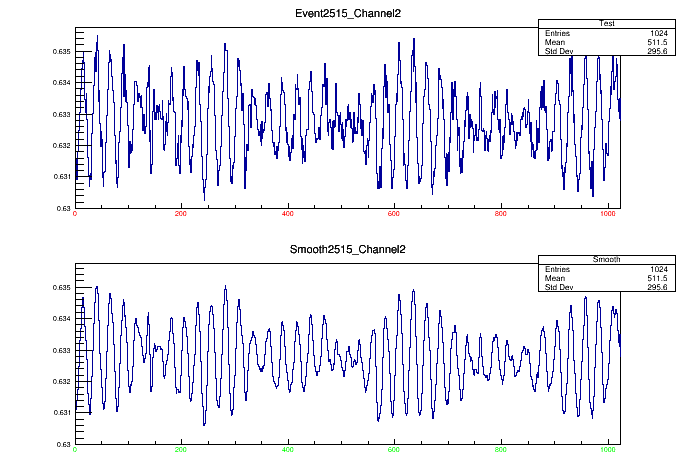 Event2515_Channel2
Test
Entries 1024
Mean 511.5
Std Dev 295.6
0.635
0.634
0.633
0.632
0.631
0.63
0 200 400 600 800 1000
Smooth2515_Channel2
Smooth
Entries 1024
Mean 511.5
Std Dev 295.6
0.635
0.634
0.633
0.632
0.631
0.63
0 200 400 600 800 1000